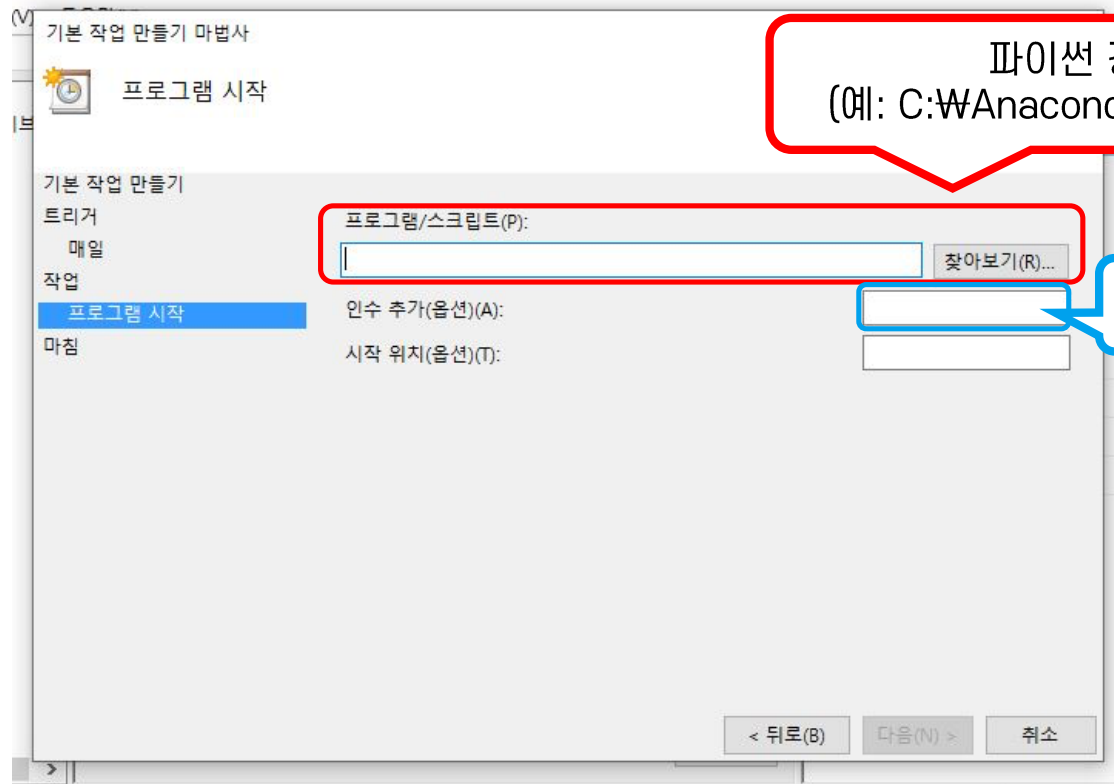 (V)
기본 작업 만들기 마법사
프로그램 시작
파이썬
(예: C:₩Anacond
기본 작업 만들기
트리거
매일
작업
프로그램 시작
마침
프로그램/스크립트(P):
찾아보기(R)...
인수 추가(옵션)(A):
시작 위치(옵션)(T):
< 뒤로(B)
다음(N) >
취소